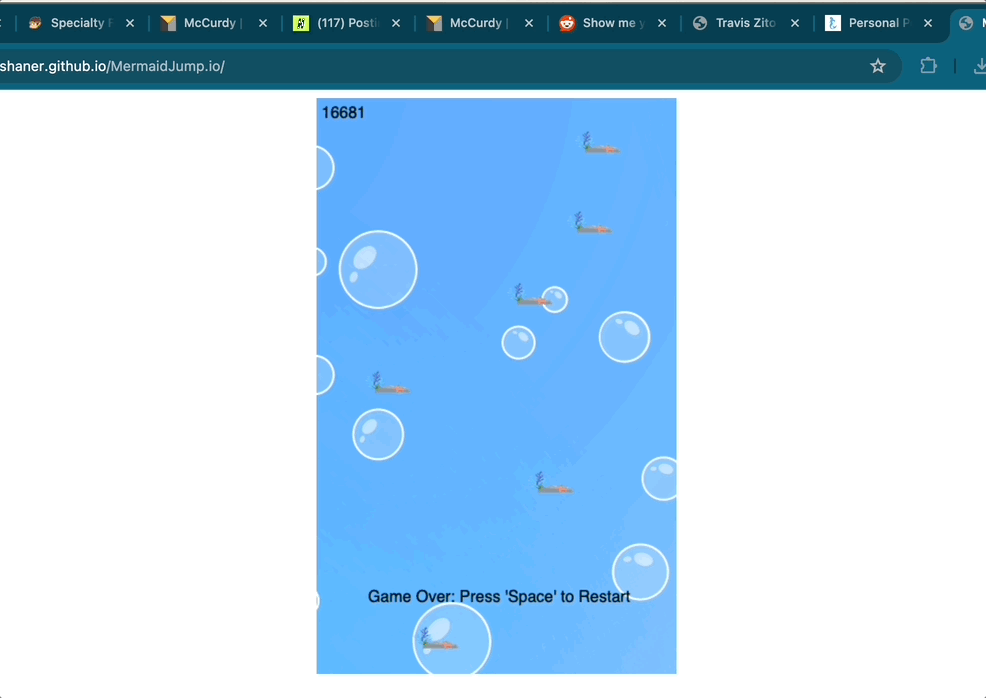 Specialty F
McCurdy |
(117) Posti
McCurdy |
Show me y
Travis Zito
Personal P
shaner.github.io/MermaidJump.io/
16681
Game Over: Press 'Space' to Restart